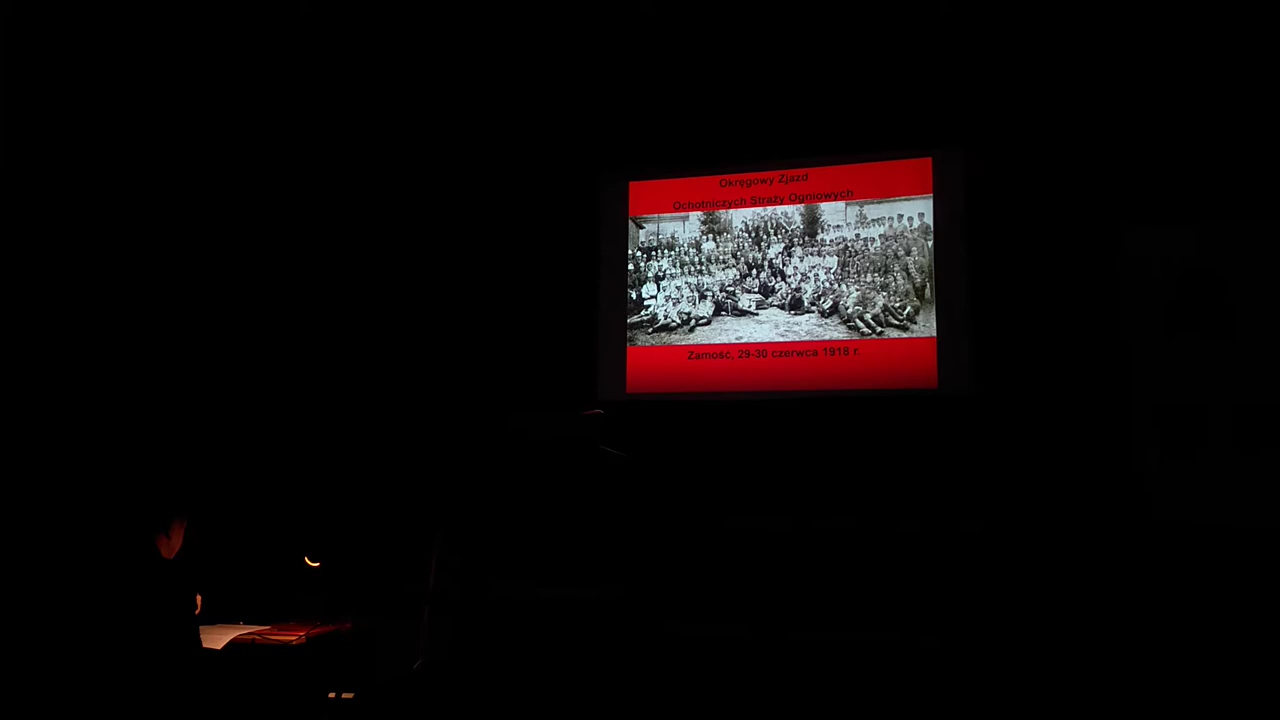 Okręgowy Zjazd
Ochotniczych Straży Ogniowych
Zamość, 29-30 czerwca 1918 r.